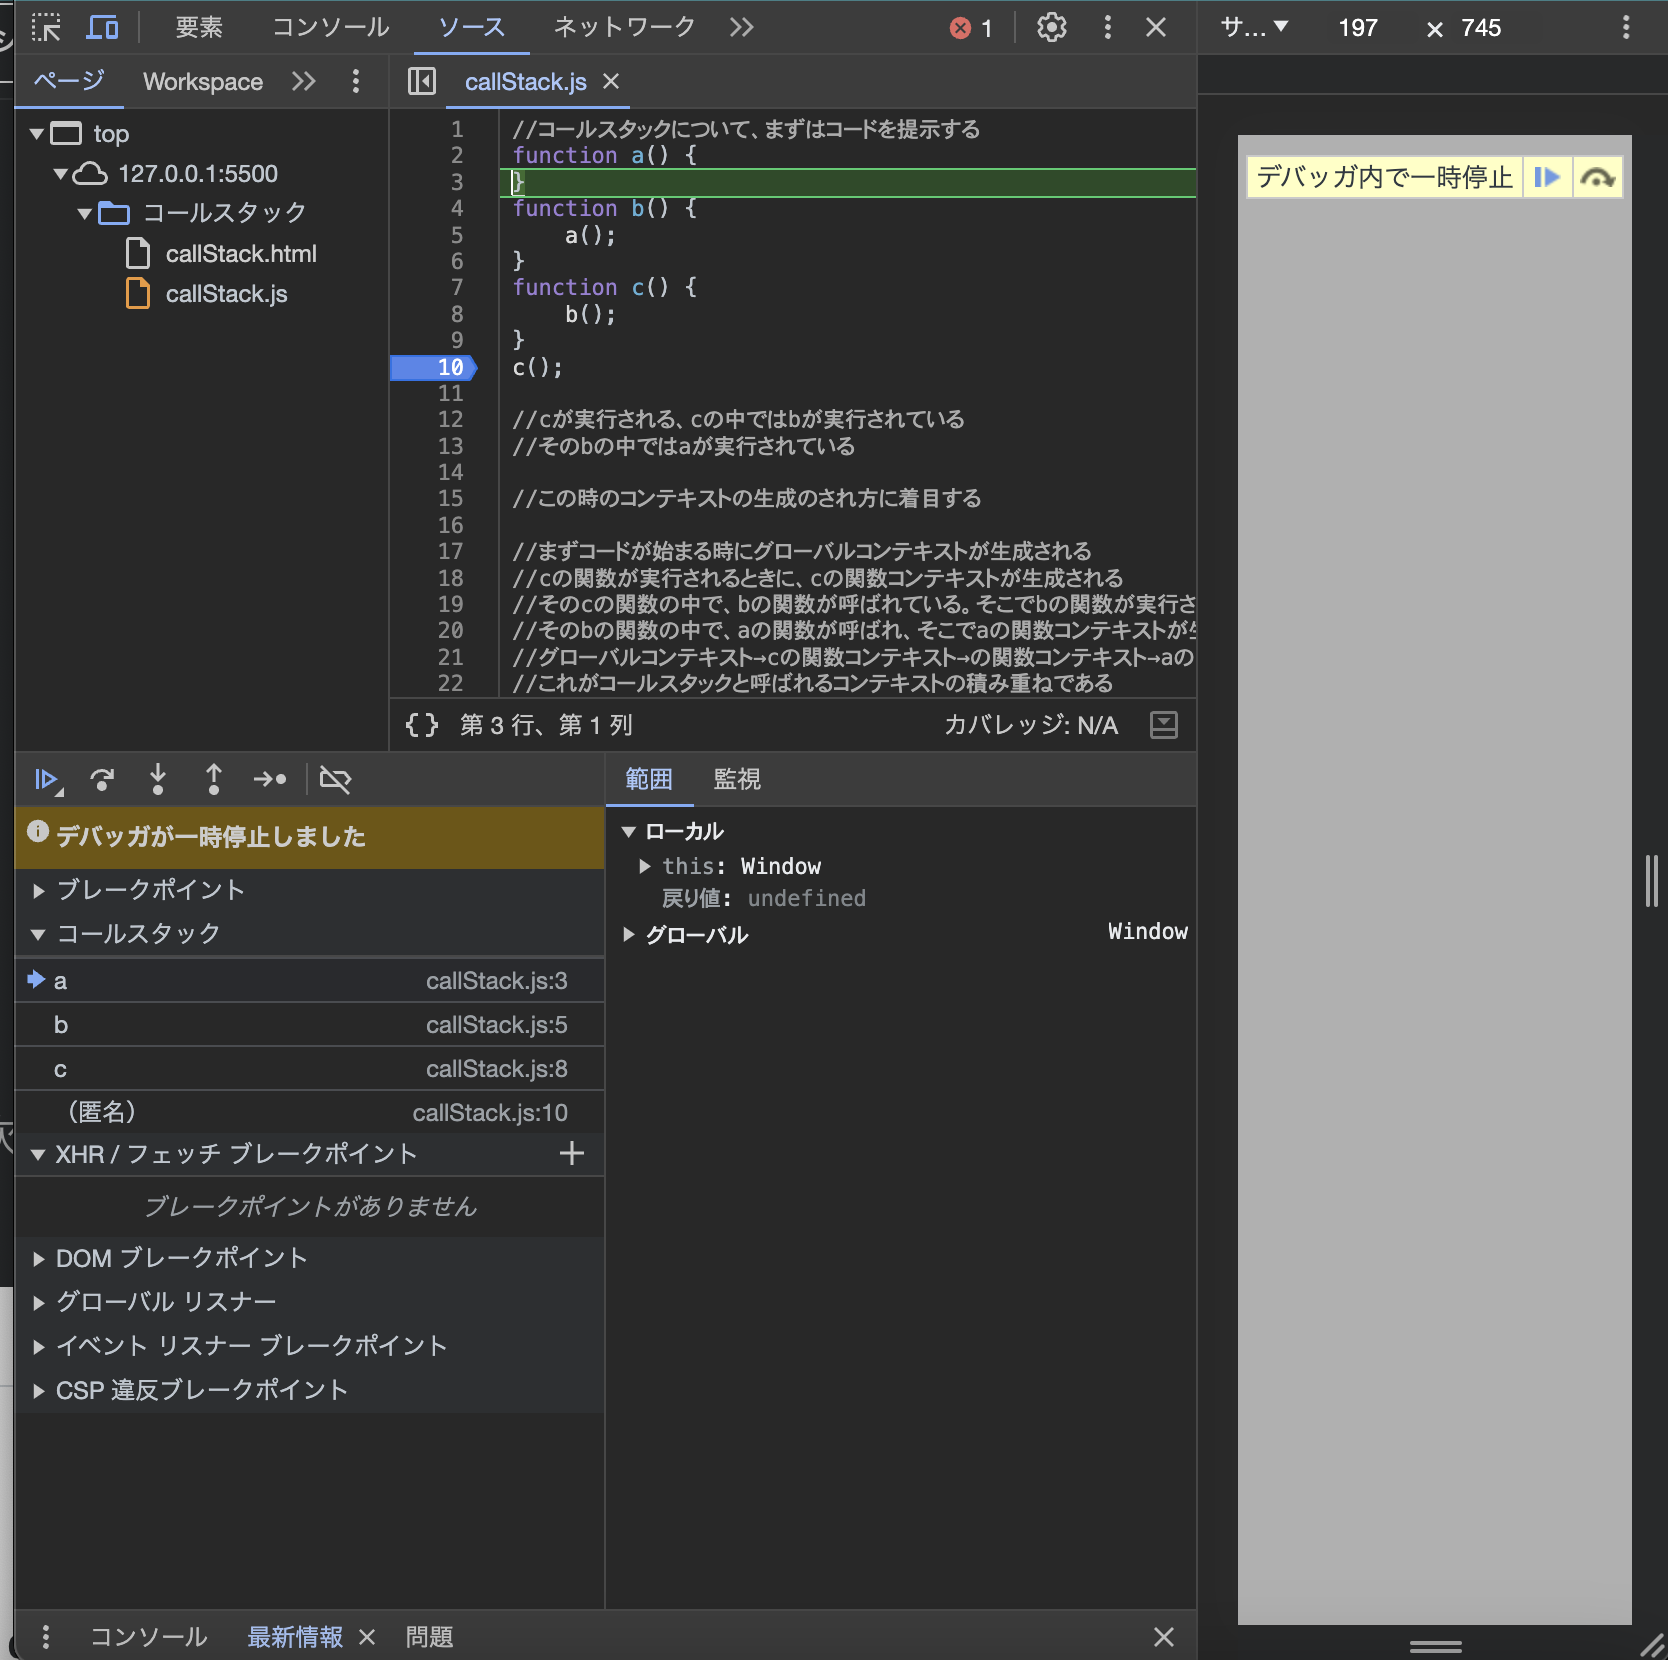 要素 コンソール ソース ネットワーク 1 サ... 197 × 745
ページ Workspace callStack.js
top
127.0.0.1:5500
コールスタック
callStack.html
callStack.js
1 //コールスタックについて、まずはコードを提示する
2 function a() {
3 }
4 function b() {
5 a();
6 }
7 function c() {
8 b();
9 }
10 c();
11
12 //cが実行される、cの中ではbが実行されている
13 //そのbの中ではaが実行されている
14
15 //この時のコンテキストの生成のされ方に着目する
16
17 //まずコードが始まる時にグローバルコンテキストが生成される
18 //cの関数が実行されるときに、cの関数コンテキストが生成される
19 //そのcの関数の中で、bの関数が呼ばれている。そこでbの関数が実行さ
20 //そのbの関数の中で、aの関数が呼ばれ、そこでaの関数コンテキストが
21 //グローバルコンテキスト→cの関数コンテキスト→の関数コンテキスト→aの
22 //これがコールスタックと呼ばれるコンテキストの積み重ねである
{} 第 3 行、第 1 列 カバレッジ: N/A
デバッガ内で一時停止
デバッガが一時停止しました
ブレークポイント
コールスタック
a callStack.js:3
b callStack.js:5
c callStack.js:8
（匿名） callStack.js:10
XHR / フェッチ ブレークポイント
ブレークポイントがありません
DOM ブレークポイント
グローバル リスナー
イベント リスナー ブレークポイント
CSP 違反ブレークポイント
範囲 監視
ローカル
this: Window
戻り値: undefined
グローバル Window
コンソール 最新情報 問題